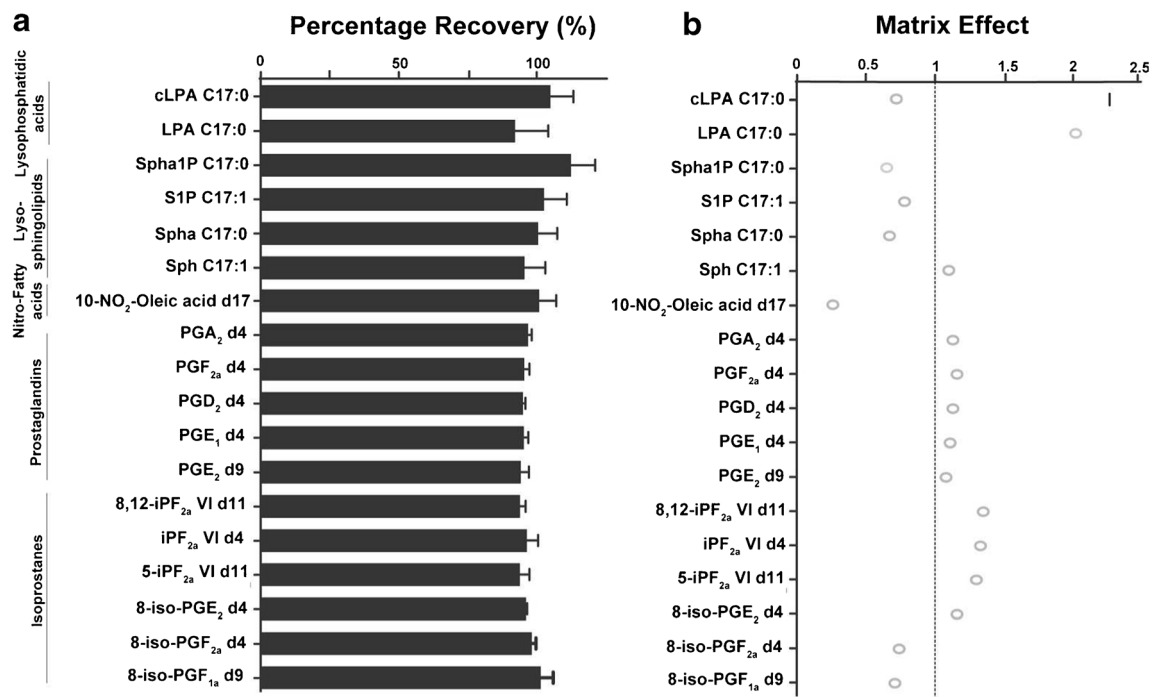 a
Percentage Recovery (%)
0 50 100
Lysophosphatidic
acids
cLPA C17:0
LPA C17:0
Lyso-
sphingolipids
Spha1P C17:0
S1P C17:1
Spha C17:0
Sph C17:1
Nitro-Fatty
acids
10-NO₂-Oleic acid d17
Prostaglandins
PGA₂ d4
PGF₂ₐ d4
PGD₂ d4
PGE₁ d4
PGE₂ d9
Isoprostanes
8,12-iPF₂ₐ VI d11
iPF₂ₐ VI d4
5-iPF₂ₐ VI d11
8-iso-PGE₂ d4
8-iso-PGF₂ₐ d4
8-iso-PGF₁ₐ d9
b
Matrix Effect
0 0.5 1 1.5 2 2.5
cLPA C17:0
LPA C17:0
Spha1P C17:0
S1P C17:1
Spha C17:0
Sph C17:1
10-NO₂-Oleic acid d17
PGA₂ d4
PGF₂ₐ d4
PGD₂ d4
PGE₁ d4
PGE₂ d9
8,12-iPF₂ₐ VI d11
iPF₂ₐ VI d4
5-iPF₂ₐ VI d11
8-iso-PGE₂ d4
8-iso-PGF₂ₐ d4
8-iso-PGF₁ₐ d9